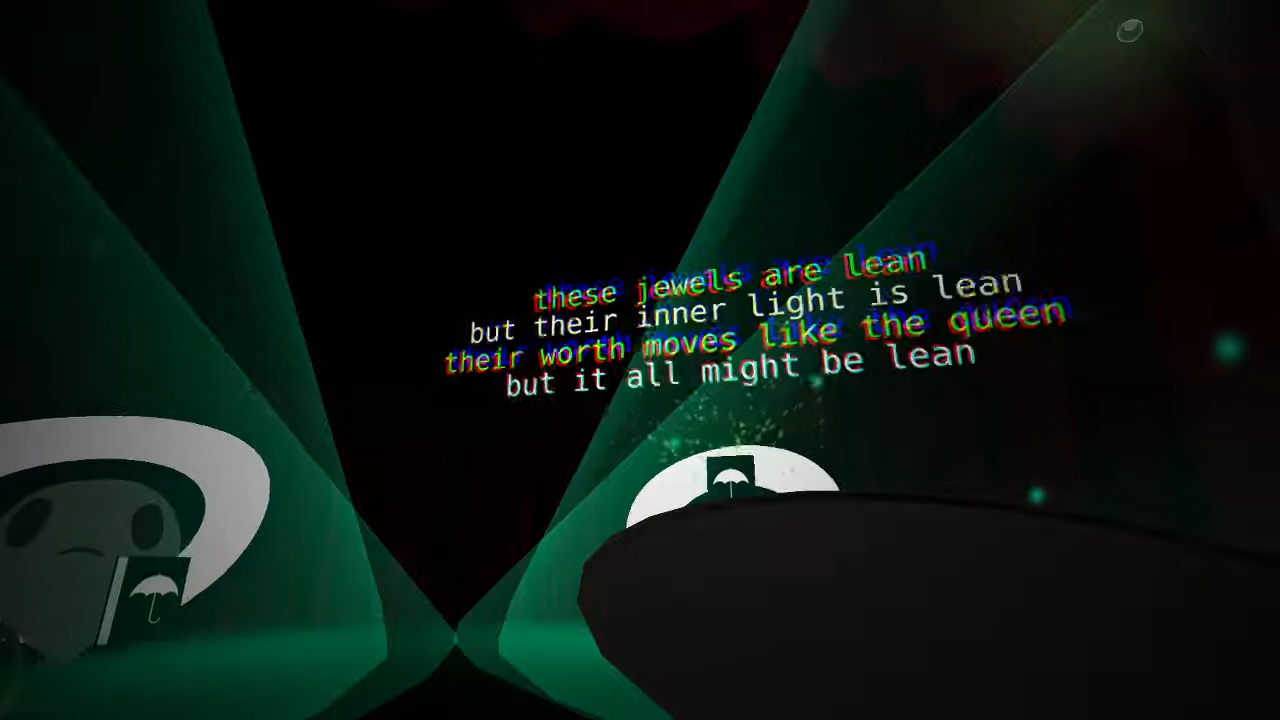 these jewels are lean
but their inner light is lean
their worth moves like the queen
but it all might be lean